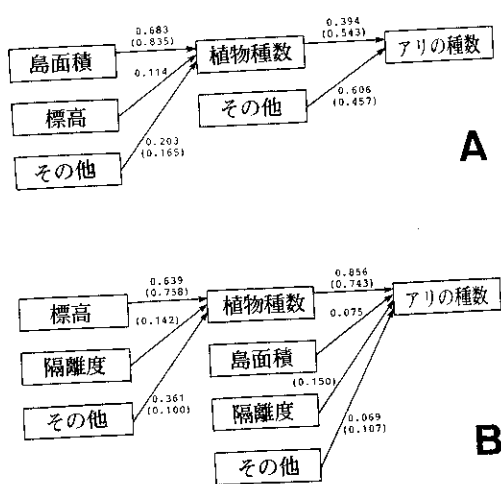 0.683
(0.835)
島面積
0.114
標高
0.203
(0.165)
その他
植物種数
0.394
(0.543)
アリの種数
その他
0.606
(0.457)
A
0.639
(0.758)
標高
(0.142)
隔離度
0.361
(0.100)
その他
植物種数
0.856
(0.743)
アリの種数
0.075
島面積
(0.150)
隔離度
0.069
(0.107)
その他
B